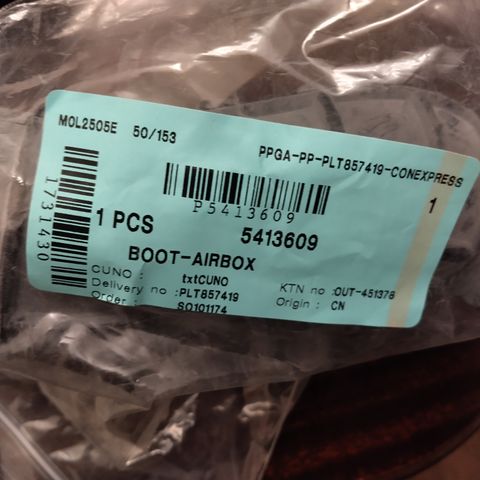 MOL2505E 50/153
PPGA-PP-PLT857419-CONEXPRESS
1
P5413609
1731430
1 PCS 5413609
BOOT-AIRBOX
CUNO : txtCUNO
Delivery no :PLT857419
KTN no :OUT-451378
Order : SO101174
Origin : CN